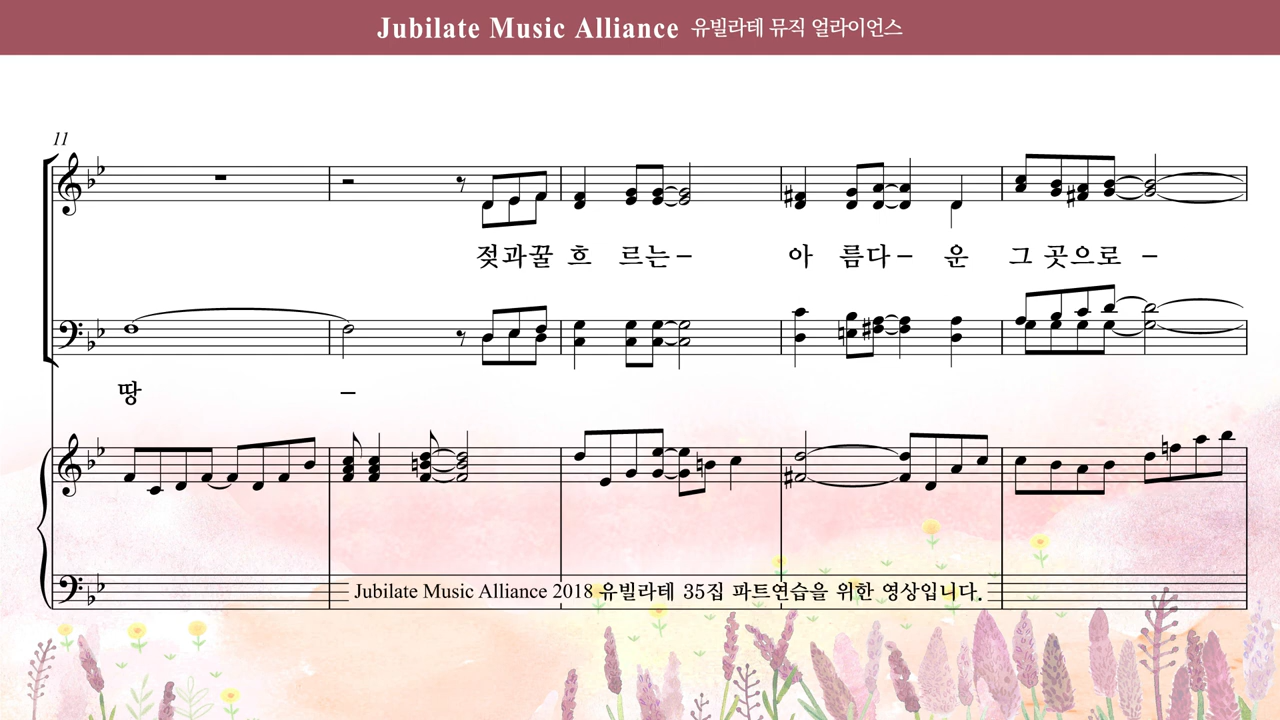 Jubilate Music Alliance 유빌라테 뮤직 얼라이언스
11
젖과꿀 흐 르는– 아 름다– 운 그 곳으로 –
땅 –
Jubilate Music Alliance 2018 유빌라테 35집 파트연습을 위한 영상입니다.